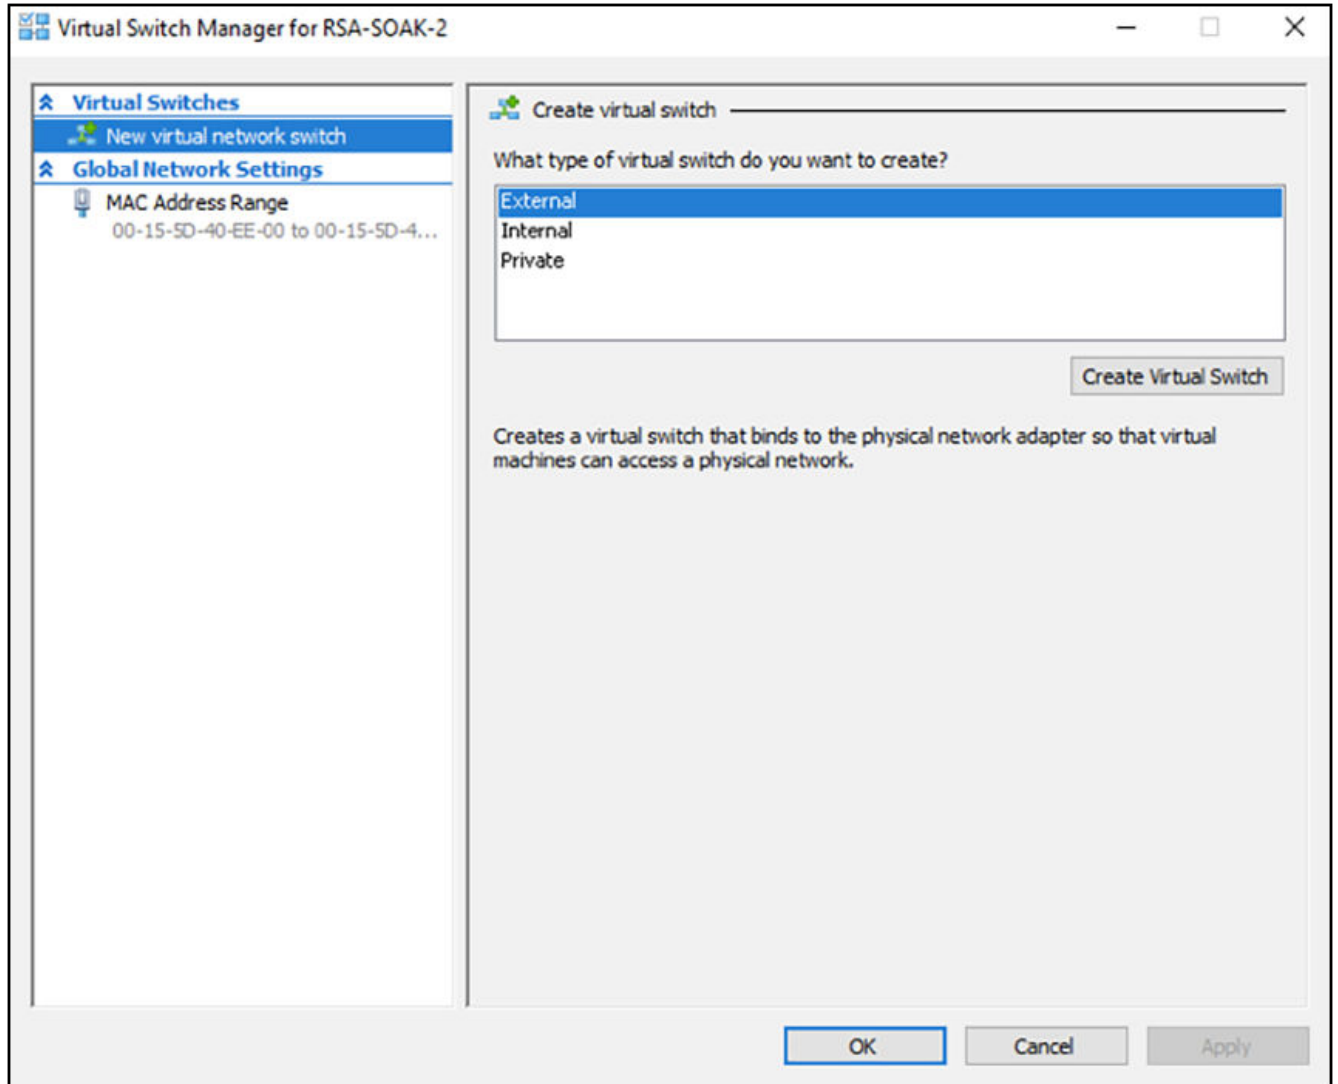 Virtual Switch Manager for RSA-SOAK-2
Virtual Switches
New virtual network switch
Global Network Settings
MAC Address Range
00-15-5D-40-EE-00 to 00-15-5D-4...
Create virtual switch
What type of virtual switch do you want to create?
External
Internal
Private
Create Virtual Switch
Creates a virtual switch that binds to the physical network adapter so that virtual
machines can access a physical network.
OK
Cancel
Apply